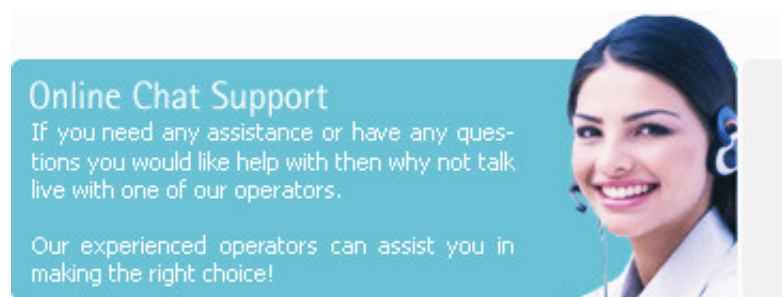 Online Chat Support
If you need any assistance or have any ques-
tions you would like help with then why not talk
live with one of our operators.
Our experienced operators can assist you in
making the right choice!